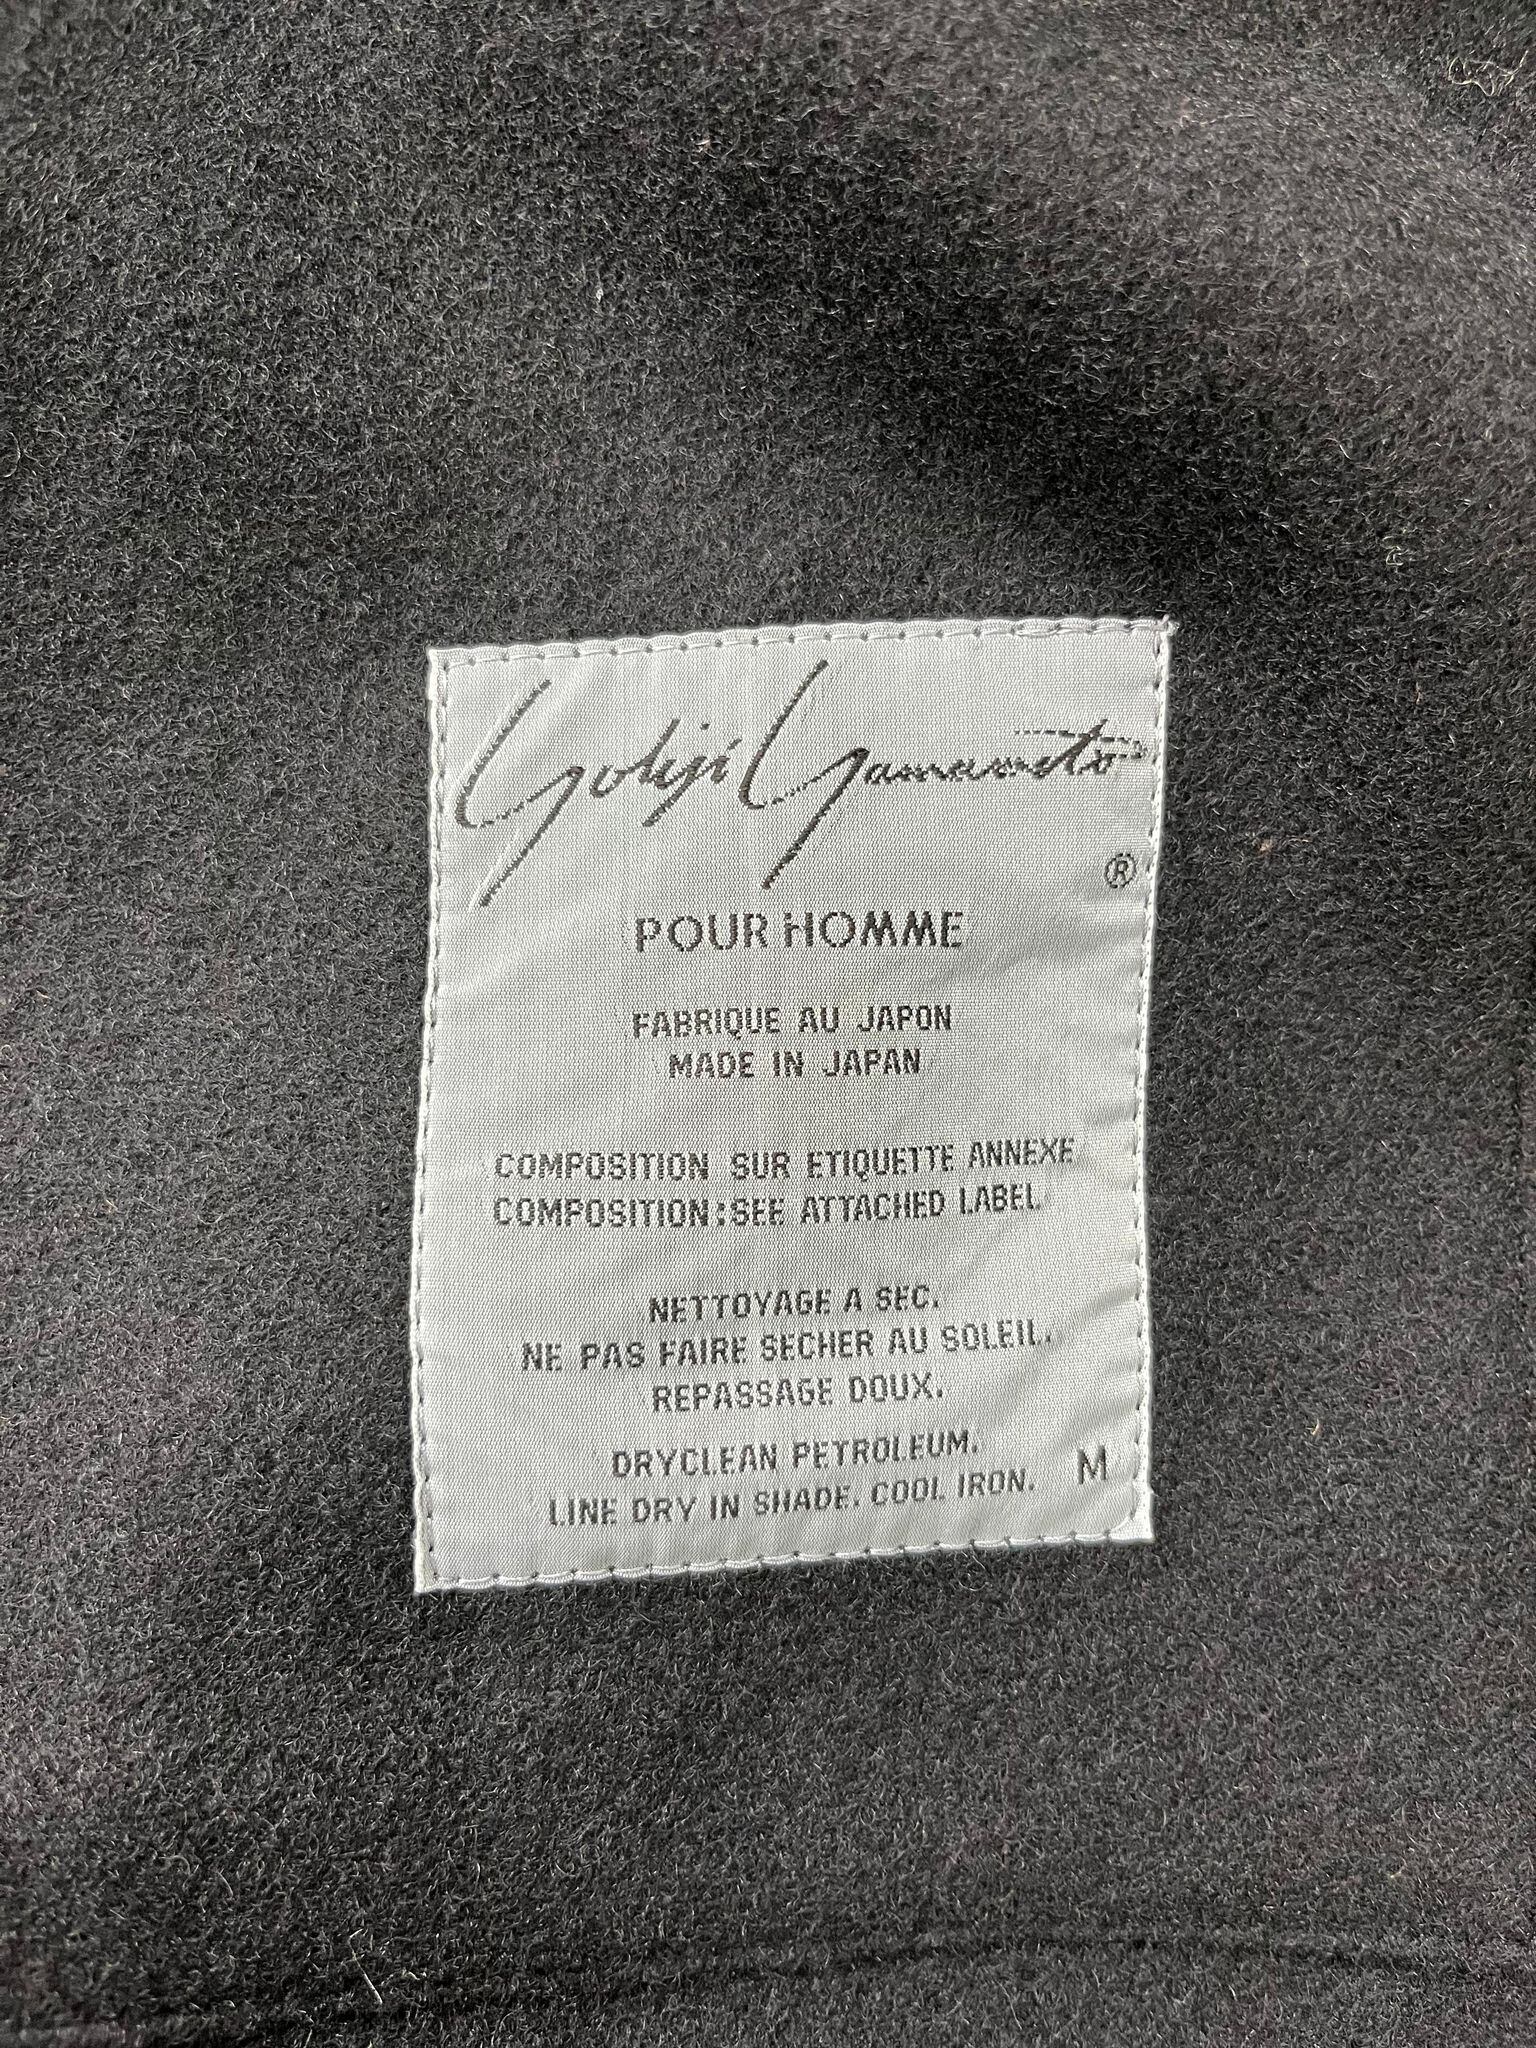 Yohji Yamamoto
®
POUR HOMME
FABRIQUE AU JAPON
MADE IN JAPAN
COMPOSITION SUR ETIQUETTE ANNEXE
COMPOSITION:SEE ATTACHED LABEL
NETTOYAGE A SEC.
NE PAS FAIRE SECHER AU SOLEIL.
REPASSAGE DOUX.
DRYCLEAN PETROLEUM.
LINE DRY IN SHADE. COOL IRON.
M